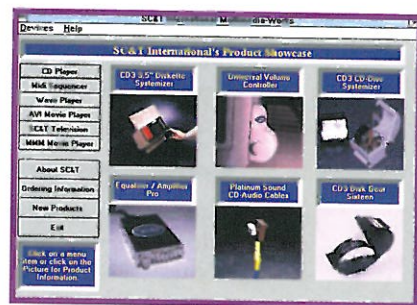 SC&T
Devices Help
SC&T International's Product Showcase
CD Player
Midi Sequencer
Wave Player
AVI Movie Player
SC&T Television
MMM Movie Player
About SC&T
Ordering Information
New Products
Exit
Click on a menu
item or click on the
Picture for Product
Information
CD3 3.5" Diskette
Systemizer
Universal Volume
Controller
CD3 CD-Disc
Systemizer
Equalizer / Amplifier
Pro
Platinum Sound
CD-Audio Cables
CD3 Disk Gear
Sixteen